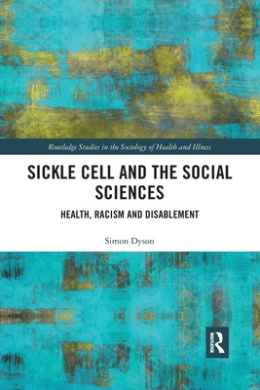 Routledge Studies in the Sociology of Health and Illness
SICKLE CELL AND THE SOCIAL
SCIENCES
HEALTH, RACISM AND DISABLEMENT
Simon Dyson
ROUTLEDGE